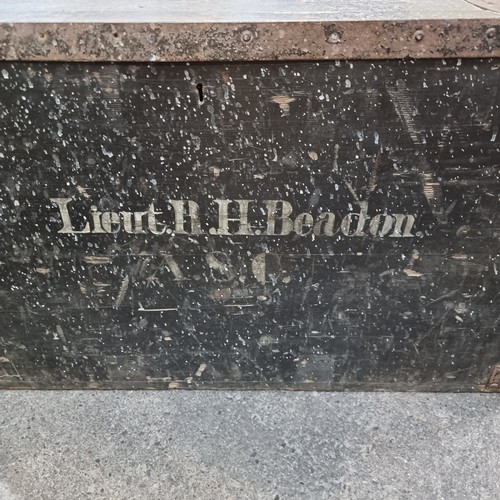 Lieut. R. H. Beadon
A.S.C